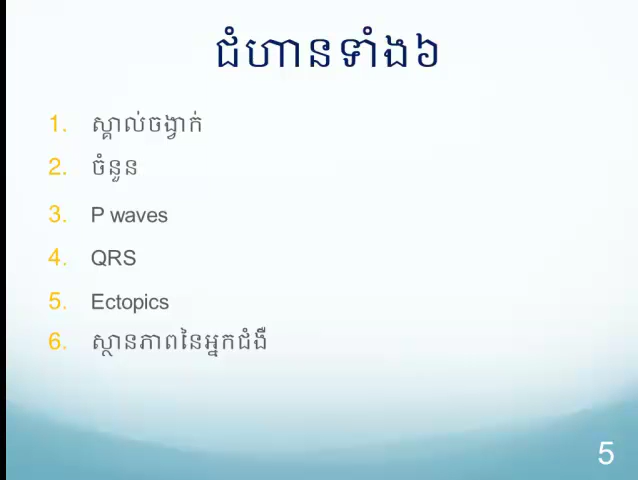 ជំហានទាំង៦
1. ស្គាល់ចង្វាក់
2. ចំនួន
3. P waves
4. QRS
5. Ectopics
6. ស្ថានភាពនៃអ្នកជំងឺ
5